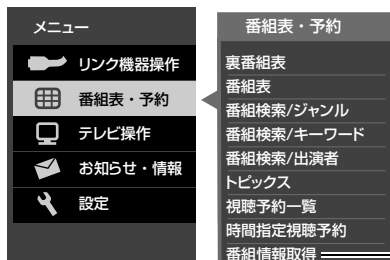 メニュー
リンク機器操作
番組表・予約
テレビ操作
お知らせ・情報
設定
番組表・予約
裏番組表
番組表
番組検索/ジャンル
番組検索/キーワード
番組検索/出演者
トピックス
視聴予約一覧
時間指定視聴予約
番組情報取得